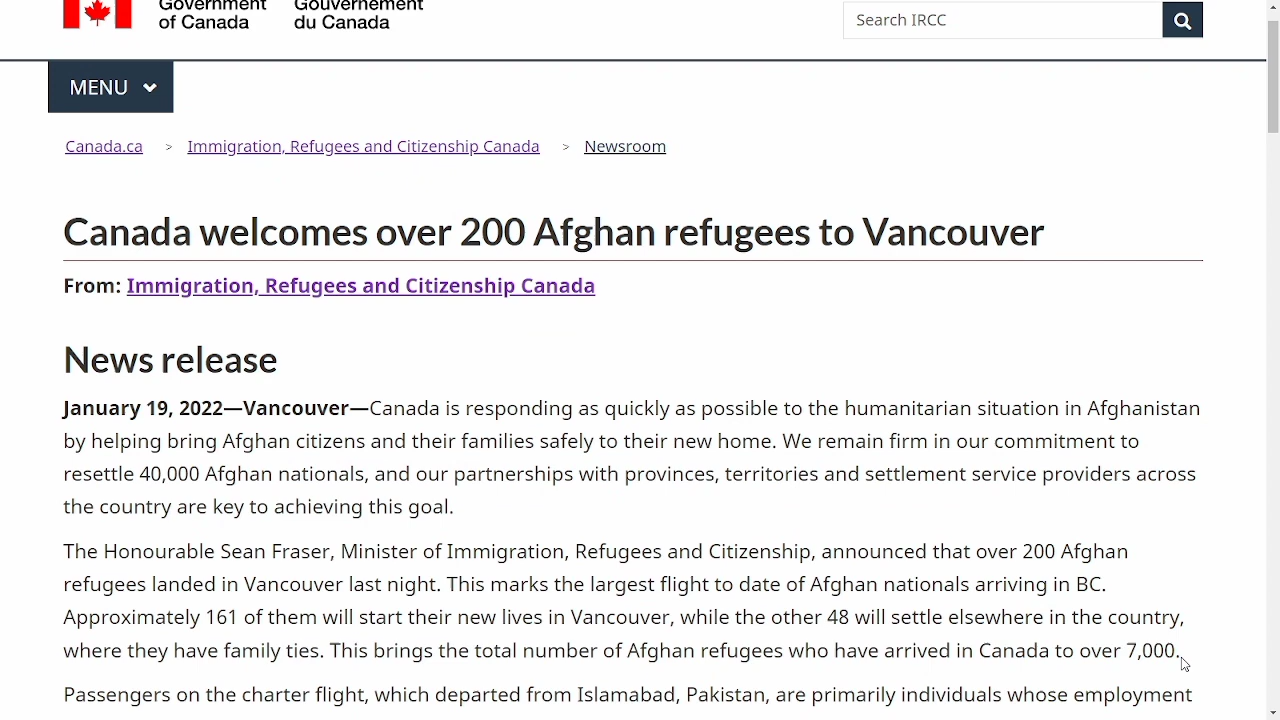 Government Gouvernement
of Canada du Canada
Search IRCC
MENU
Canada.ca > Immigration, Refugees and Citizenship Canada > Newsroom
Canada welcomes over 200 Afghan refugees to Vancouver
From: Immigration, Refugees and Citizenship Canada
News release
January 19, 2022—Vancouver—Canada is responding as quickly as possible to the humanitarian situation in Afghanistan
by helping bring Afghan citizens and their families safely to their new home. We remain firm in our commitment to
resettle 40,000 Afghan nationals, and our partnerships with provinces, territories and settlement service providers across
the country are key to achieving this goal.
The Honourable Sean Fraser, Minister of Immigration, Refugees and Citizenship, announced that over 200 Afghan
refugees landed in Vancouver last night. This marks the largest flight to date of Afghan nationals arriving in BC.
Approximately 161 of them will start their new lives in Vancouver, while the other 48 will settle elsewhere in the country,
where they have family ties. This brings the total number of Afghan refugees who have arrived in Canada to over 7,000.
Passengers on the charter flight, which departed from Islamabad, Pakistan, are primarily individuals whose employment